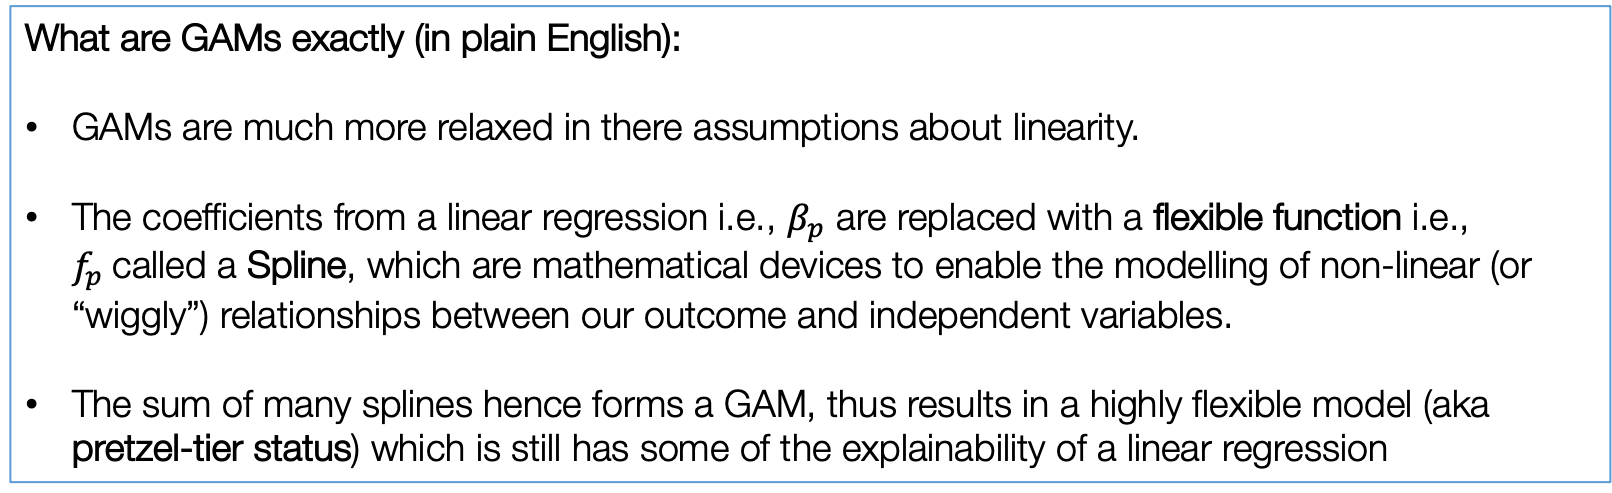 What are GAMs exactly (in plain English):
• GAMs are much more relaxed in there assumptions about linearity.
• The coefficients from a linear regression i.e., βₚ are replaced with a flexible function i.e.,
fₚ called a Spline, which are mathematical devices to enable the modelling of non-linear (or
“wiggly”) relationships between our outcome and independent variables.
• The sum of many splines hence forms a GAM, thus results in a highly flexible model (aka
pretzel-tier status) which is still has some of the explainability of a linear regression